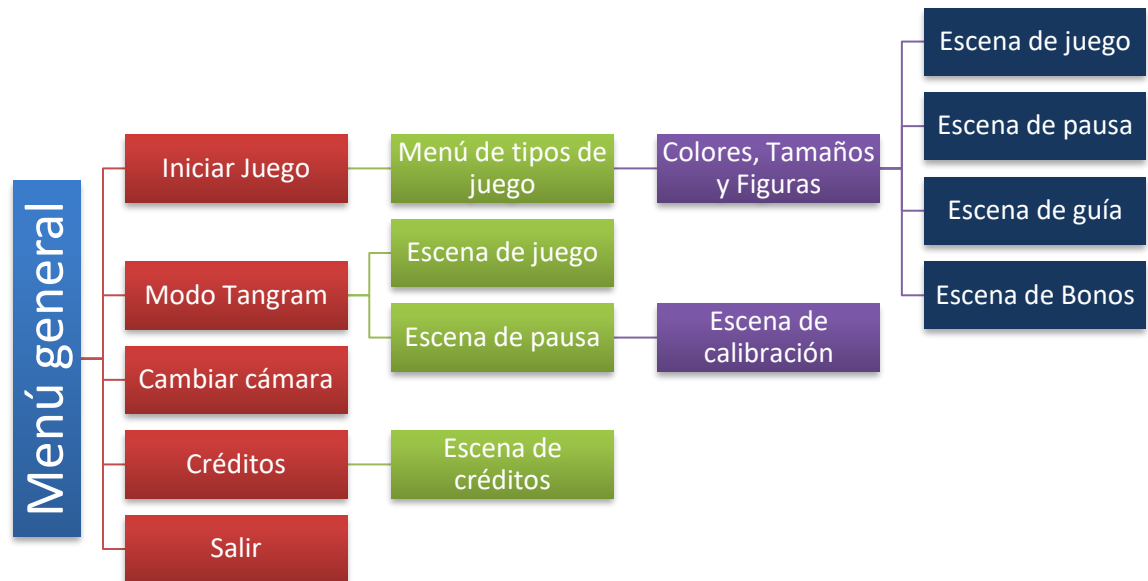 Menú general
Iniciar Juego
Menú de tipos de
juego
Colores, Tamaños
y Figuras
Escena de juego
Escena de pausa
Escena de guía
Escena de Bonos
Modo Tangram
Escena de juego
Escena de pausa
Escena de
calibración
Cambiar cámara
Créditos
Escena de
créditos
Salir